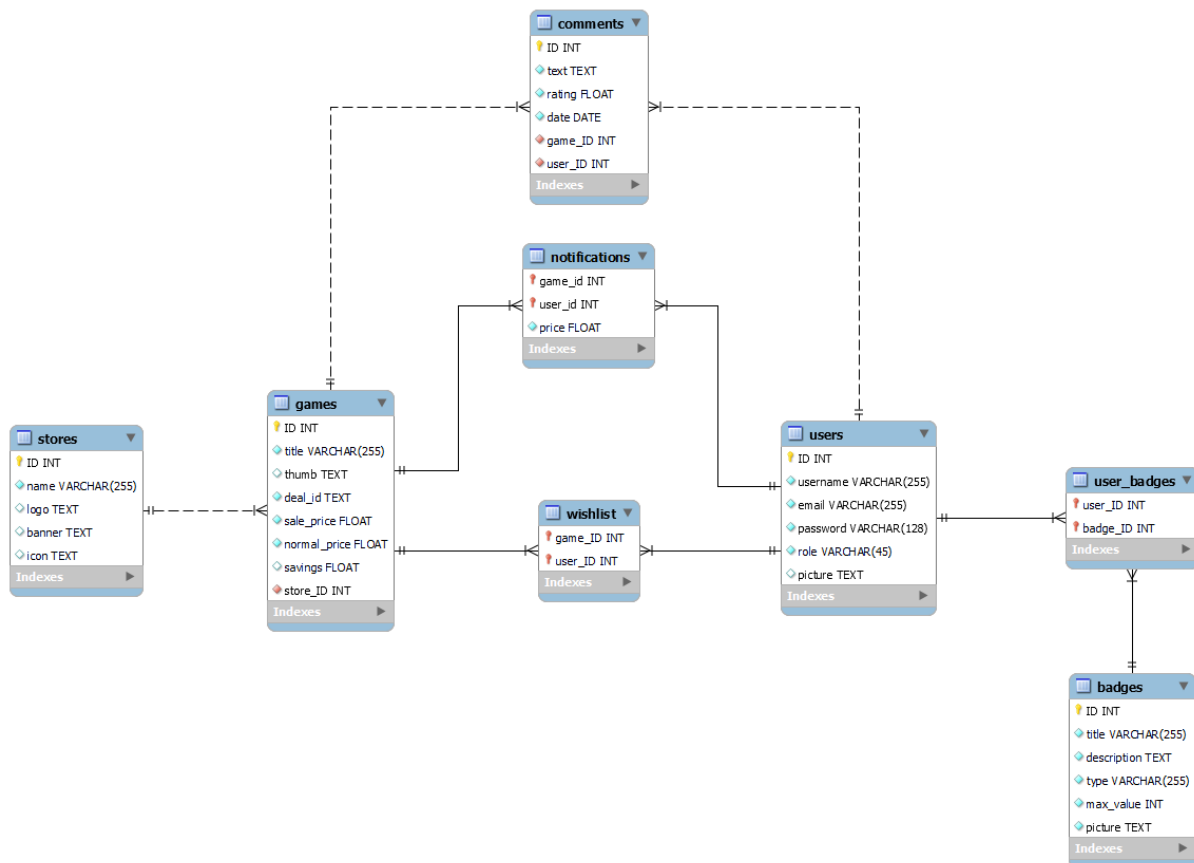 comments
ID INT
text TEXT
rating FLOAT
date DATE
game_ID INT
user_ID INT
Indexes
notifications
game_id INT
user_id INT
price FLOAT
Indexes
games
ID INT
title VARCHAR(255)
thumb TEXT
deal_id TEXT
sale_price FLOAT
normal_price FLOAT
savings FLOAT
store_ID INT
Indexes
stores
ID INT
name VARCHAR(255)
logo TEXT
banner TEXT
icon TEXT
Indexes
wishlist
game_ID INT
user_ID INT
Indexes
users
ID INT
username VARCHAR(255)
email VARCHAR(255)
password VARCHAR(128)
role VARCHAR(45)
picture TEXT
Indexes
user_badges
user_ID INT
badge_ID INT
Indexes
badges
ID INT
title VARCHAR(255)
description TEXT
type VARCHAR(255)
max_value INT
picture TEXT
Indexes